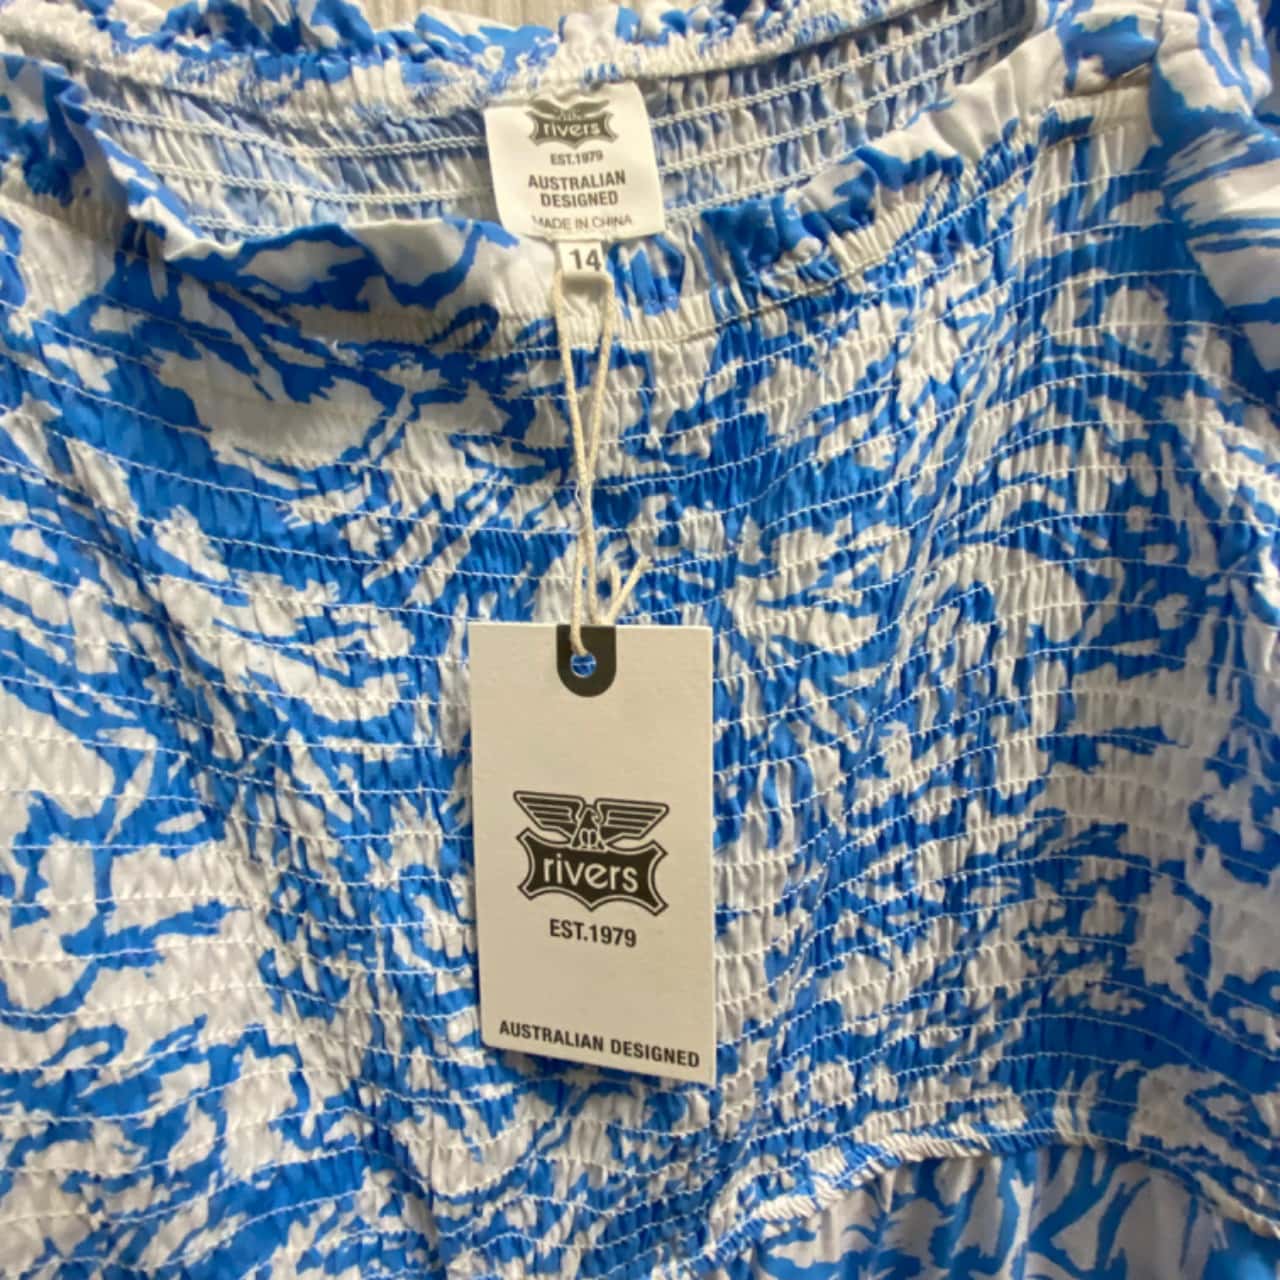 rivers
EST.1979
AUSTRALIAN
DESIGNED
MADE IN CHINA
14
rivers
EST.1979
AUSTRALIAN DESIGNED